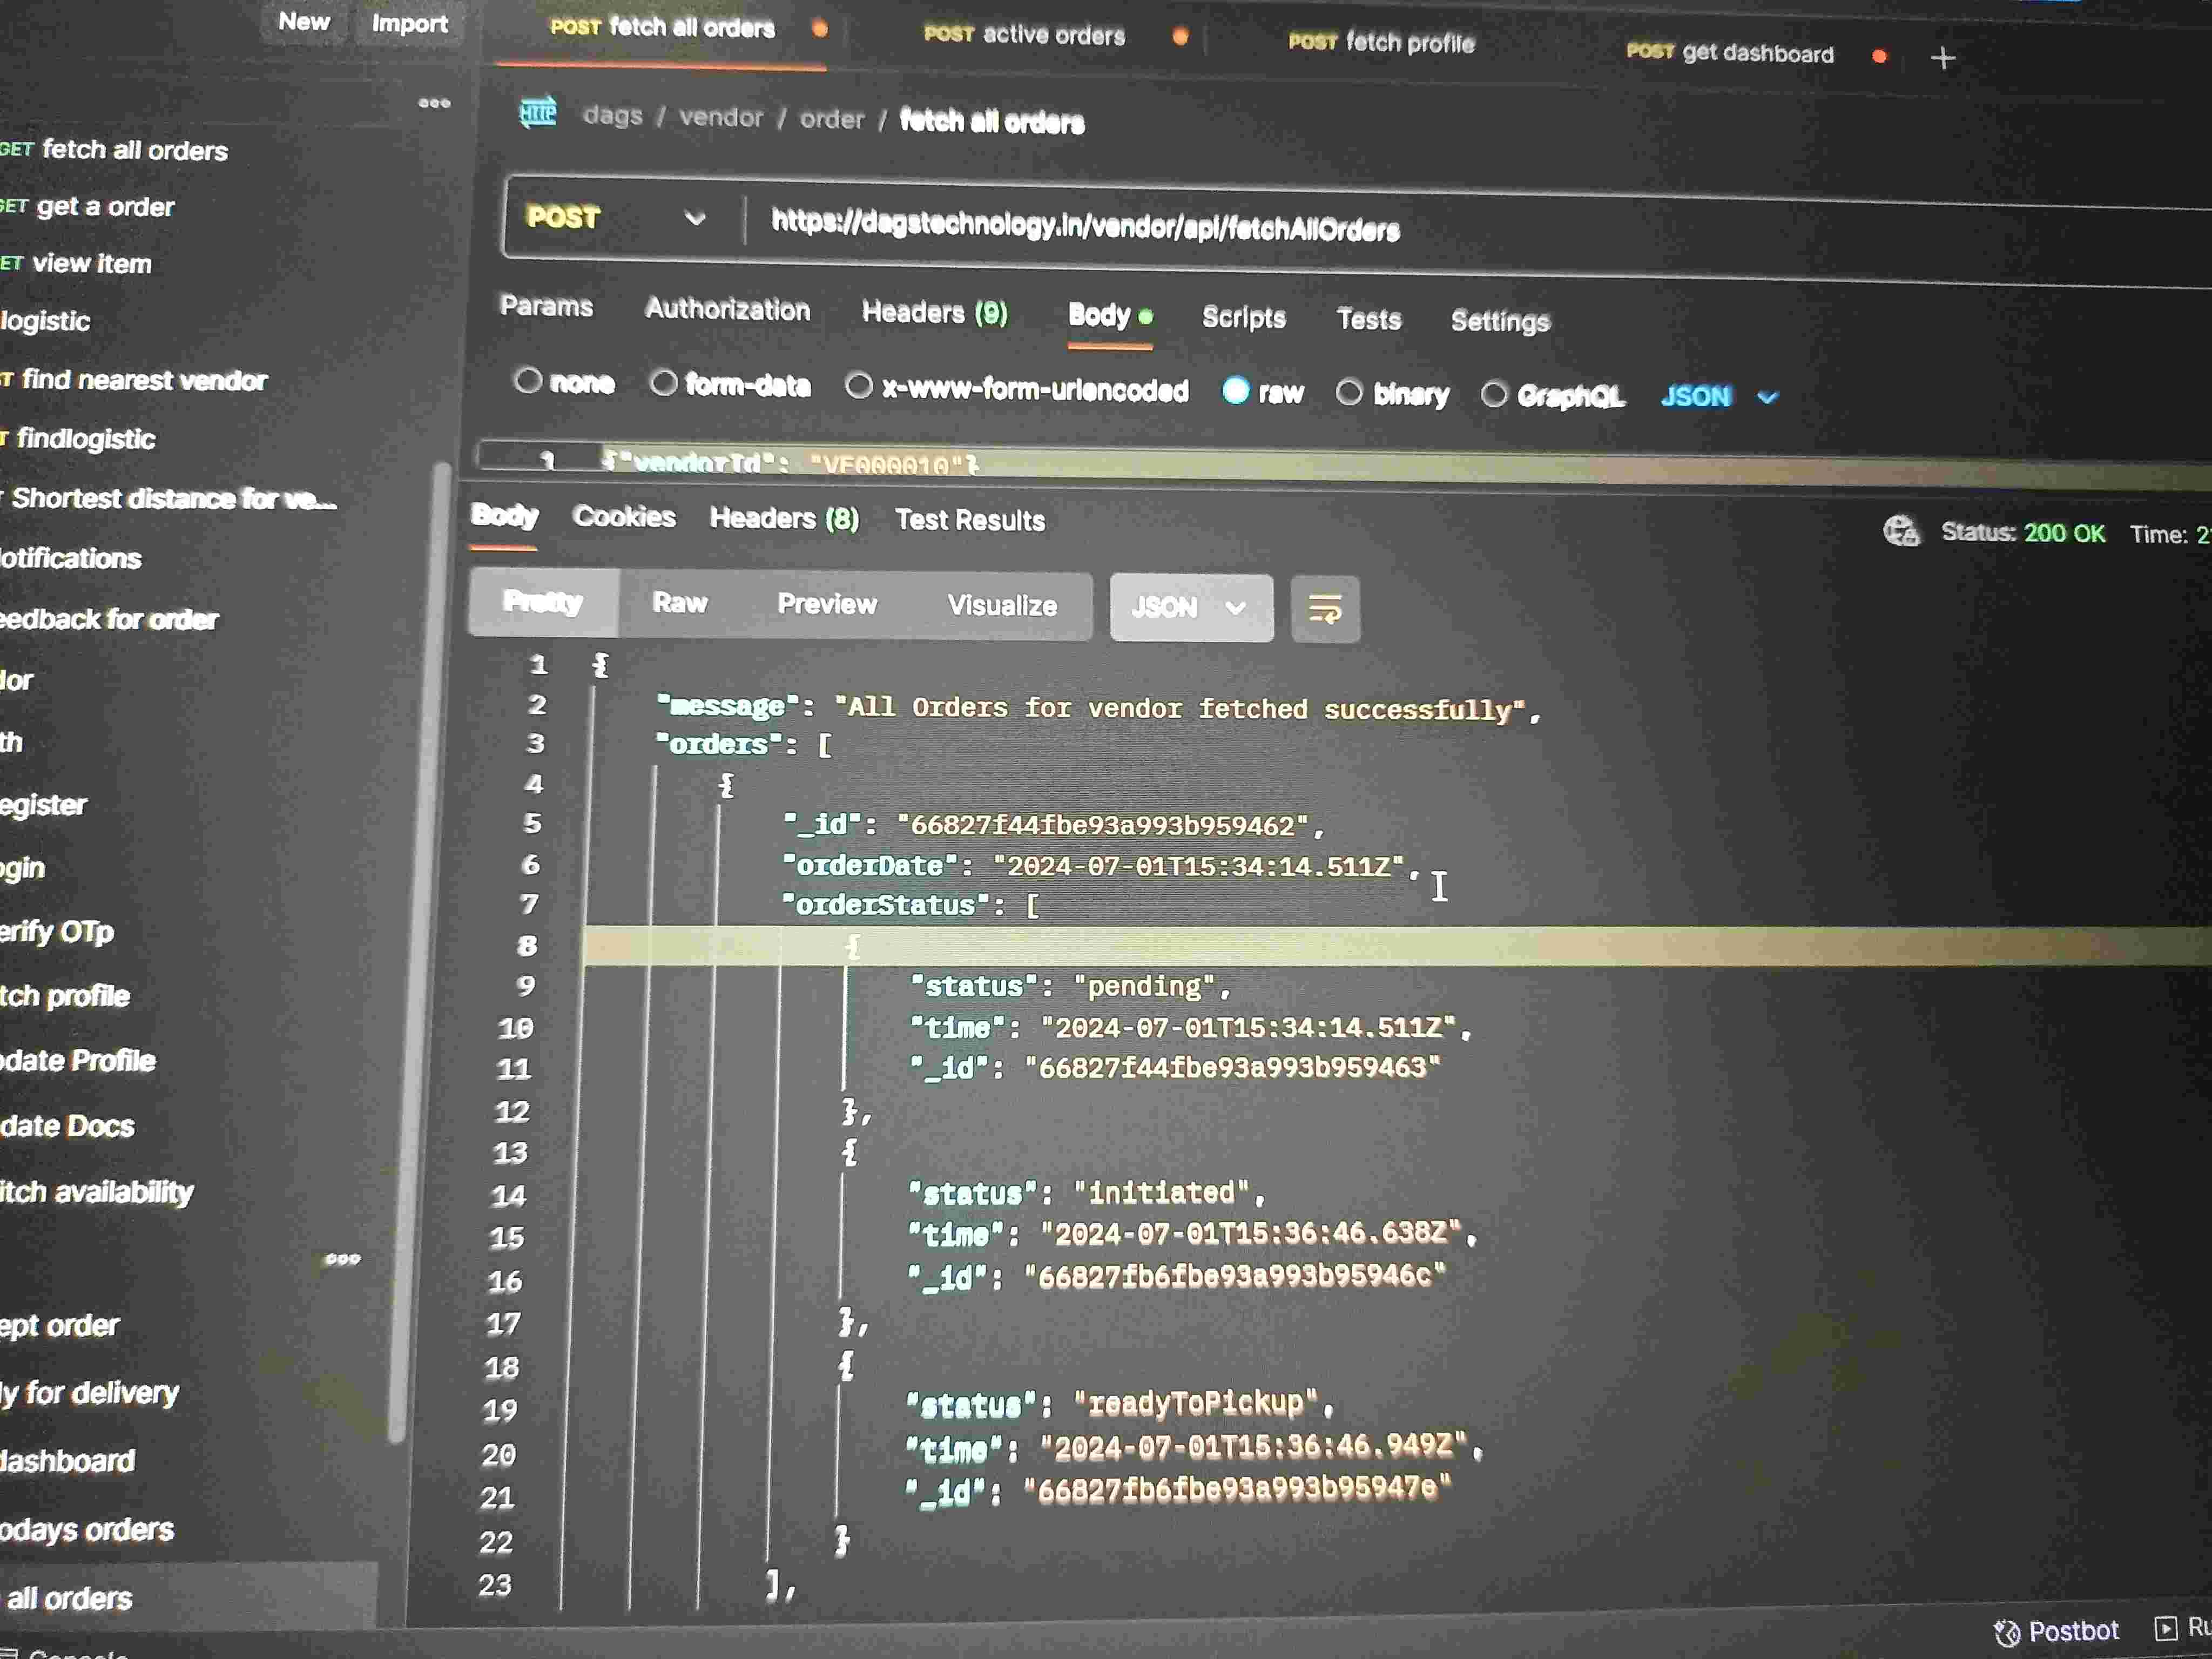 New Import POST fetch all orders POST active orders POST fetch profile POST get dashboard +
HTTP dags / vendor / order / fetch all orders
GET fetch all orders
GET get a order
ET view item
logistic
T find nearest vendor
T findlogistic
Shortest distance for ve...
otifications
eedback for order
dor
th
egister
ogin
erify OTp
tch profile
pdate Profile
date Docs
itch availability
ept order
ly for delivery
dashboard
odays orders
all orders
POST https://dagstechnology.in/vendor/api/fetchAllOrders
Params Authorization Headers (9) Body Scripts Tests Settings
none form-data x-www-form-urlencoded raw binary GraphQL JSON
1 {"vendorId": "VF000010"}
Body Cookies Headers (8) Test Results Status: 200 OK Time: 2
Pretty Raw Preview Visualize JSON
1 {
2 "message": "All Orders for vendor fetched successfully",
3 "orders": [
4 {
5 "_id": "66827f44fbe93a993b959462",
6 "orderDate": "2024-07-01T15:34:14.511Z",
7 "orderStatus": [
8 {
9 "status": "pending",
10 "time": "2024-07-01T15:34:14.511Z",
11 "_id": "66827f44fbe93a993b959463"
12 },
13 {
14 "status": "initiated",
15 "time": "2024-07-01T15:36:46.638Z",
16 "_id": "66827fb6fbe93a993b95946c"
17 },
18 {
19 "status": "readyToPickup",
20 "time": "2024-07-01T15:36:46.949Z",
21 "_id": "66827fb6fbe93a993b95947e"
22 }
23 ],
Postbot Ru